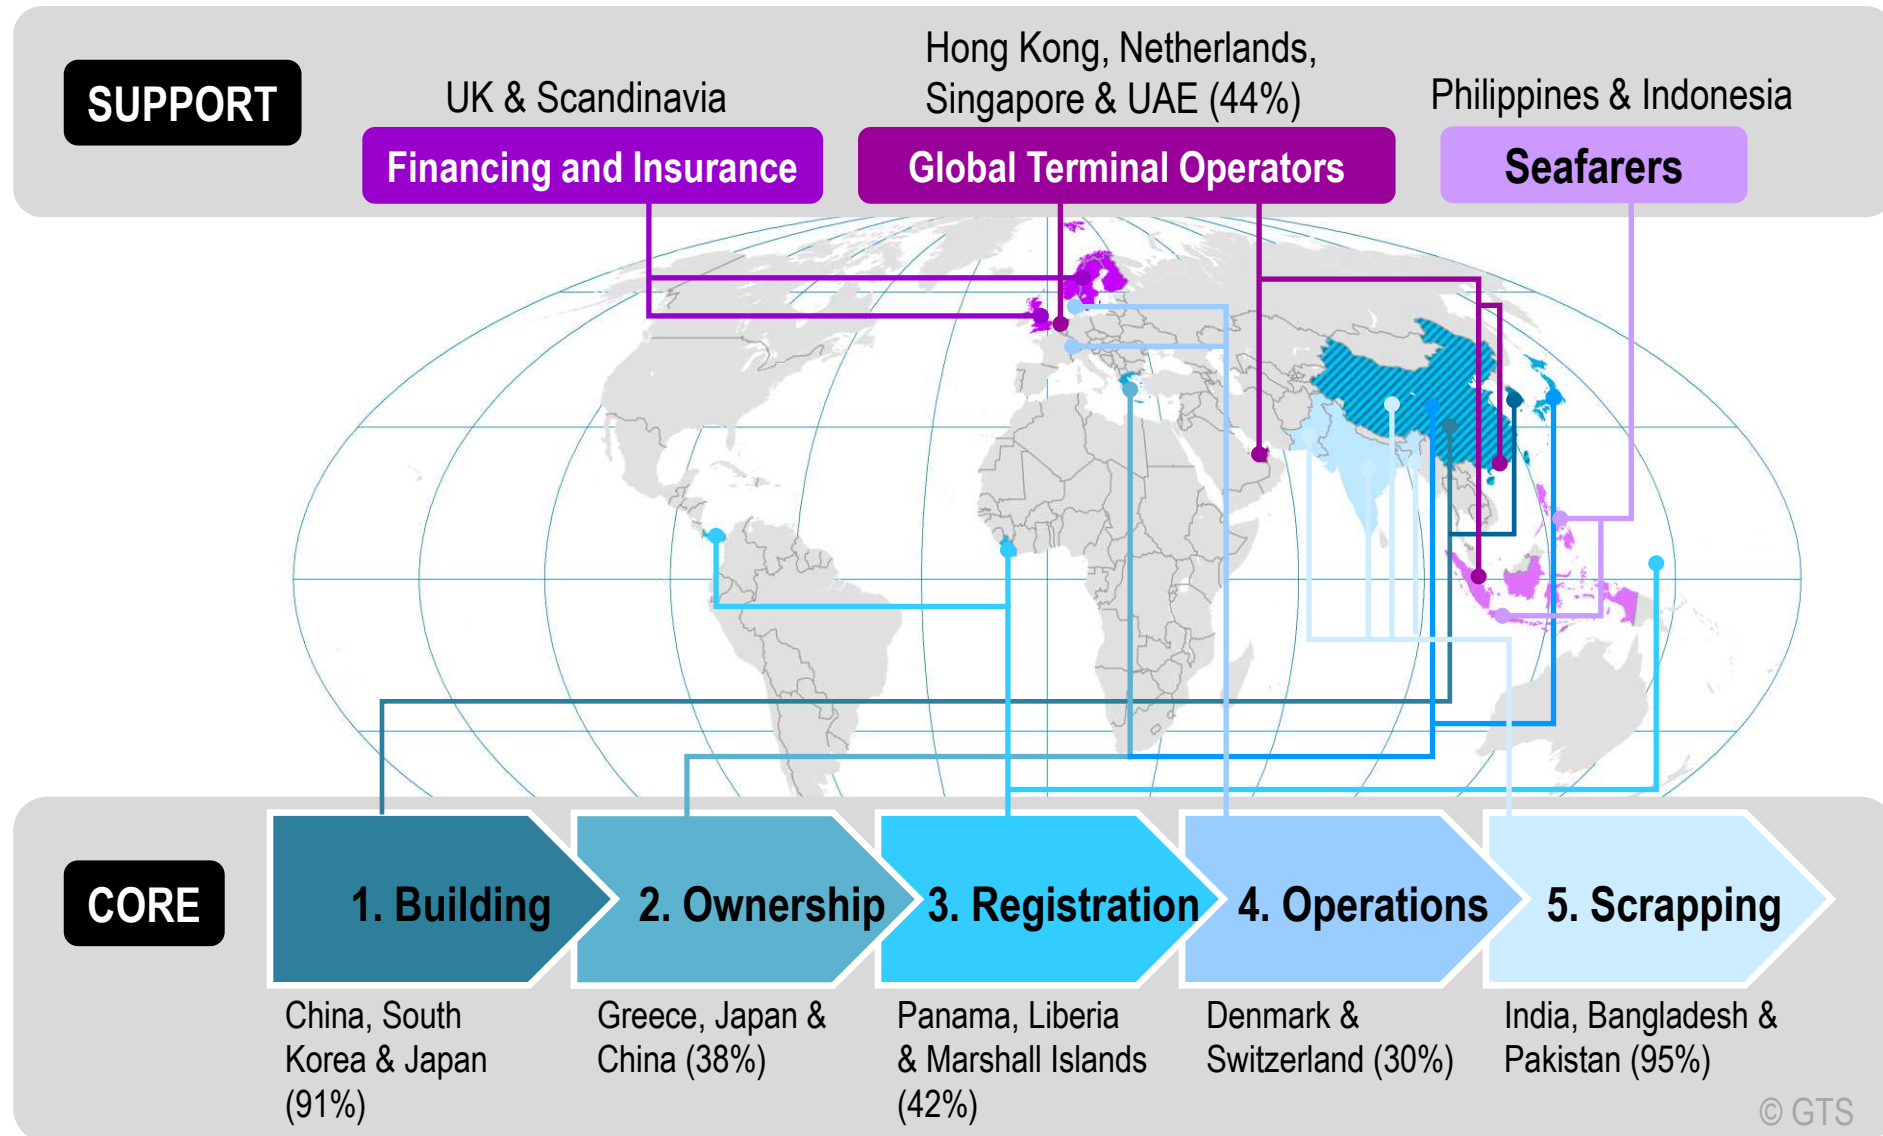 SUPPORT
UK & Scandinavia
Financing and Insurance
Hong Kong, Netherlands,
Singapore & UAE (44%)
Global Terminal Operators
Philippines & Indonesia
Seafarers
CORE
1. Building
2. Ownership
3. Registration
4. Operations
5. Scrapping
China, South
Korea & Japan
(91%)
Greece, Japan &
China (38%)
Panama, Liberia
& Marshall Islands
(42%)
Denmark &
Switzerland (30%)
India, Bangladesh &
Pakistan (95%)
© GTS